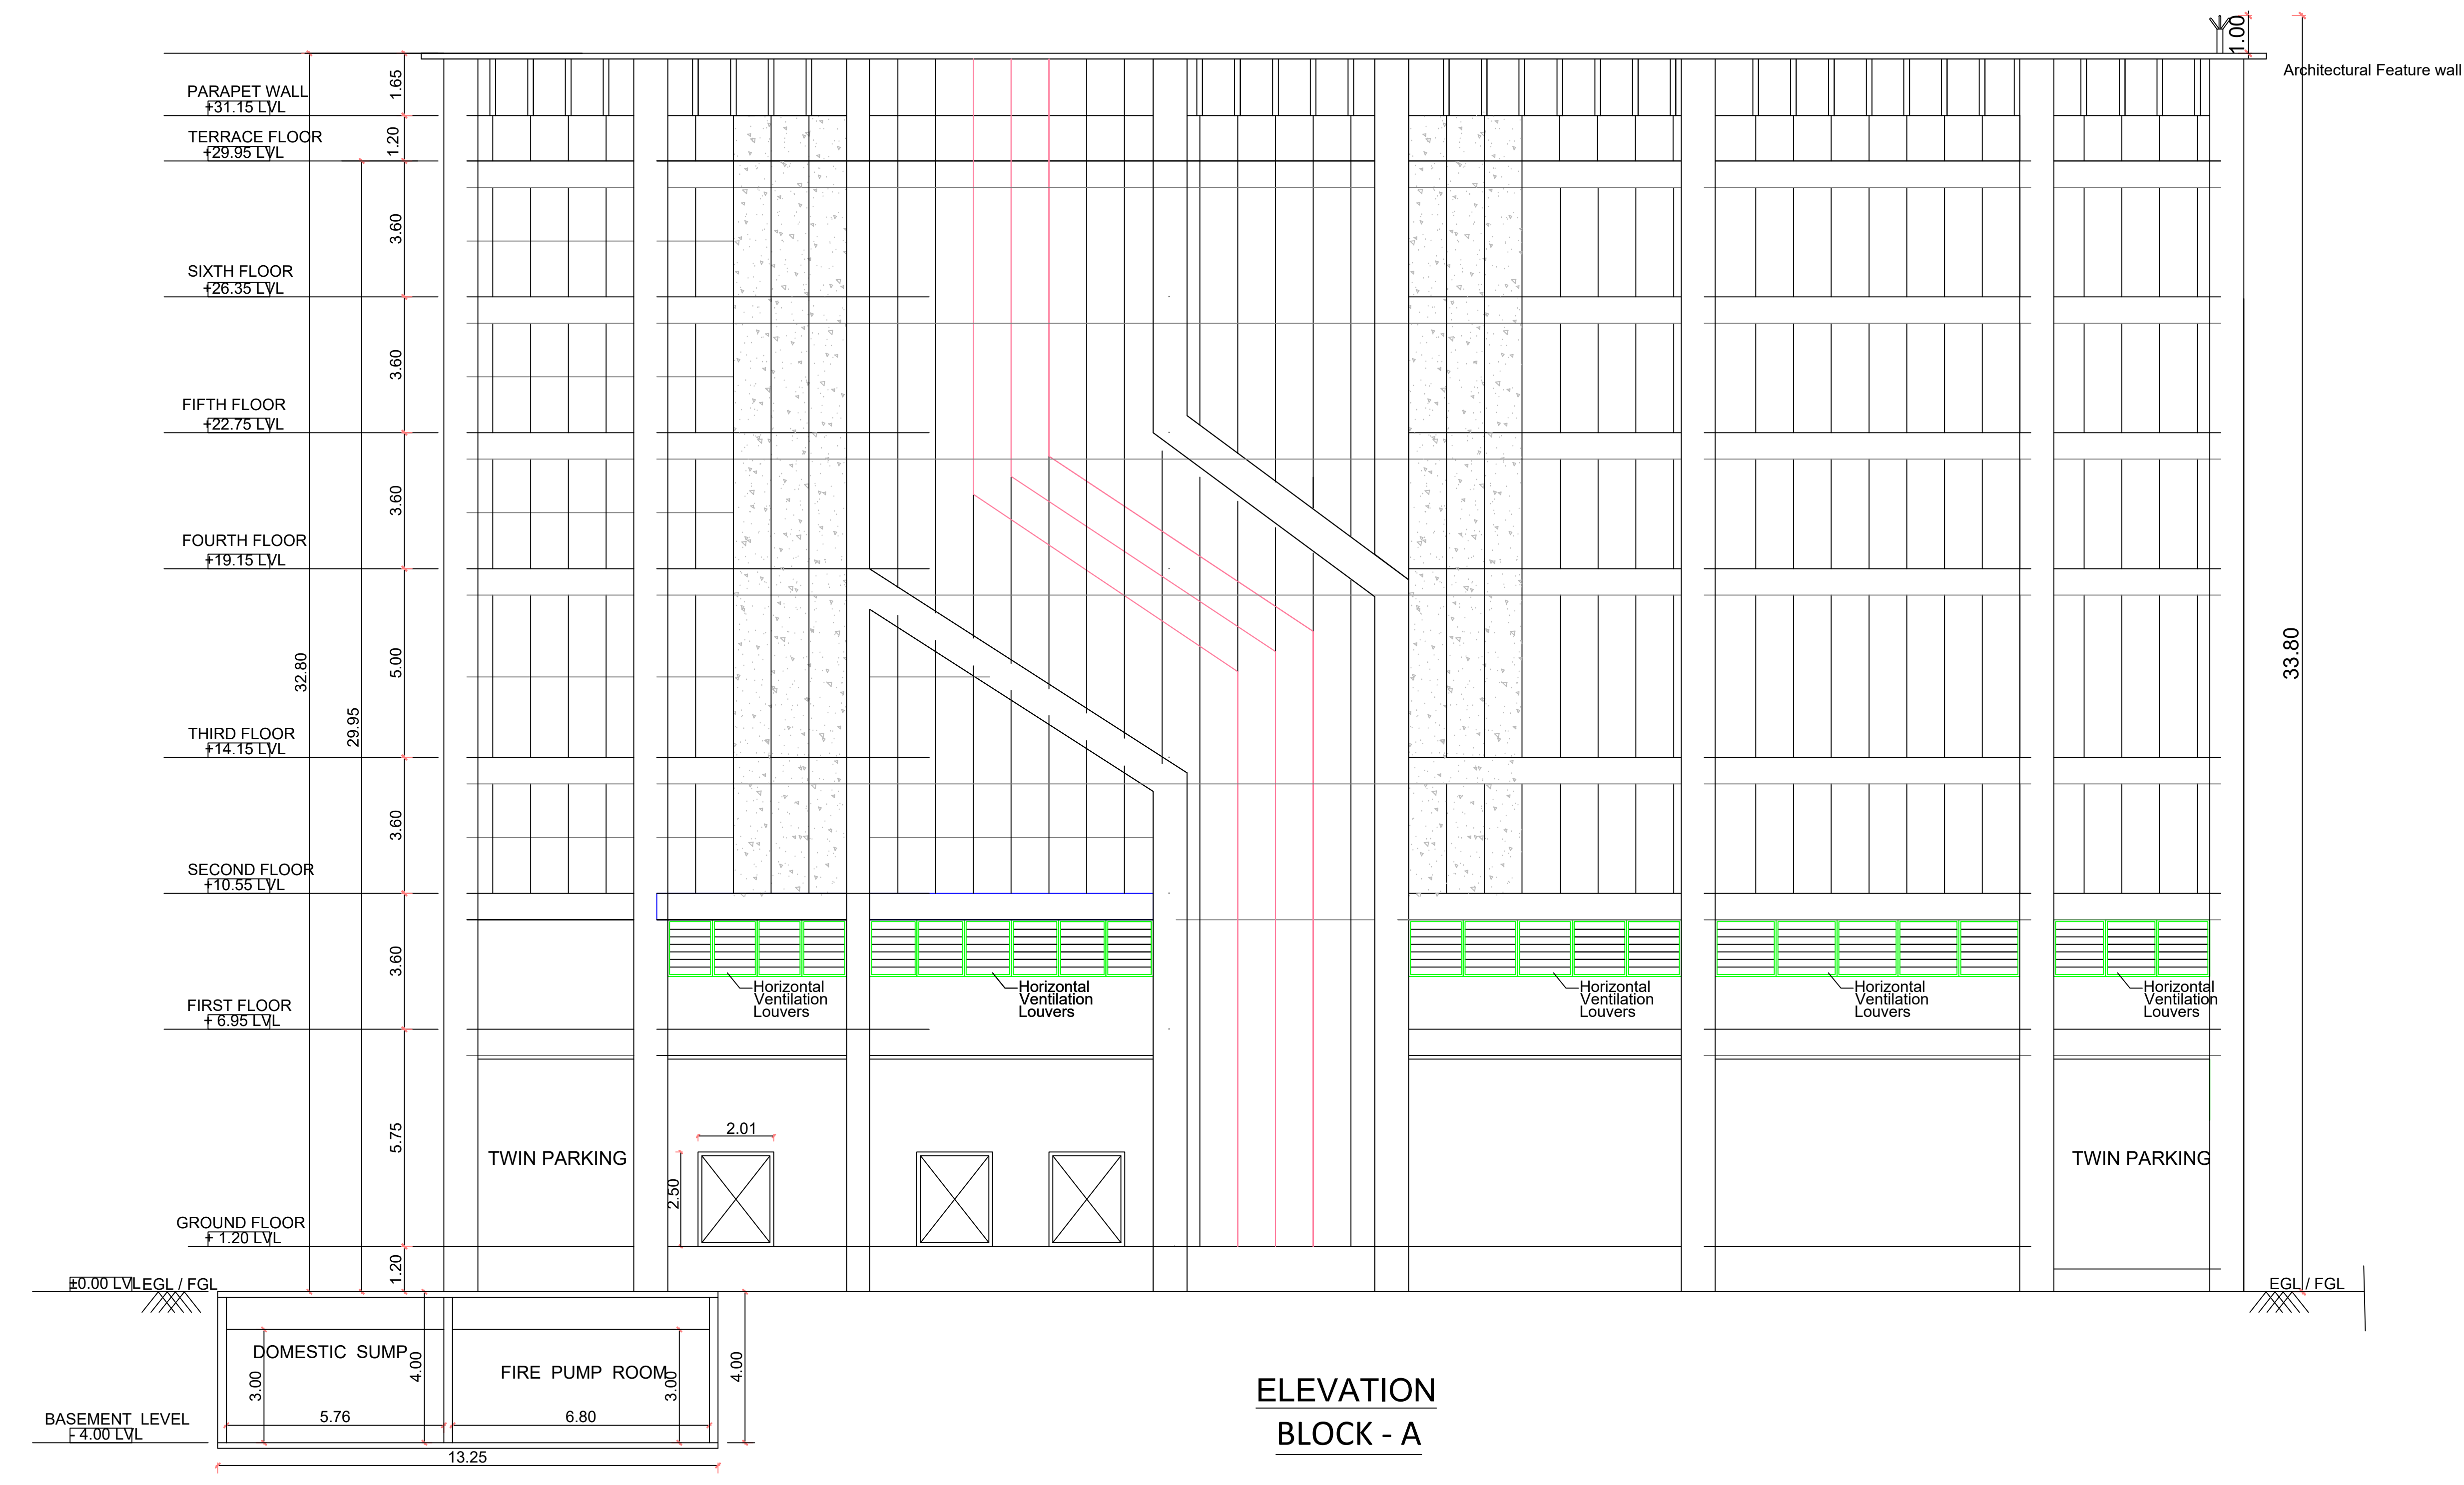 1.00
Architectural Feature wall
1.65
PARAPET WALL
+31.15 LVL
1.20
TERRACE FLOOR
+29.95 LVL
3.60
SIXTH FLOOR
+26.35 LVL
3.60
FIFTH FLOOR
+22.75 LVL
3.60
FOURTH FLOOR
+19.15 LVL
32.80
5.00
33.80
29.95
THIRD FLOOR
+14.15 LVL
3.60
SECOND FLOOR
+10.55 LVL
3.60
Horizontal
Ventilation
Louvers
Horizontal
Ventilation
Louvers
Horizontal
Ventilation
Louvers
Horizontal
Ventilation
Louvers
Horizontal
Ventilation
Louvers
FIRST FLOOR
+ 6.95 LVL
5.75
2.01
TWIN PARKING
2.50
TWIN PARKING
GROUND FLOOR
+ 1.20 LVL
1.20
±0.00 LVL
EGL / FGL
EGL / FGL
DOMESTIC SUMP
4.00
FIRE PUMP ROOM
4.00
3.00
3.00
5.76
6.80
BASEMENT LEVEL
- 4.00 LVL
13.25
ELEVATION
BLOCK - A